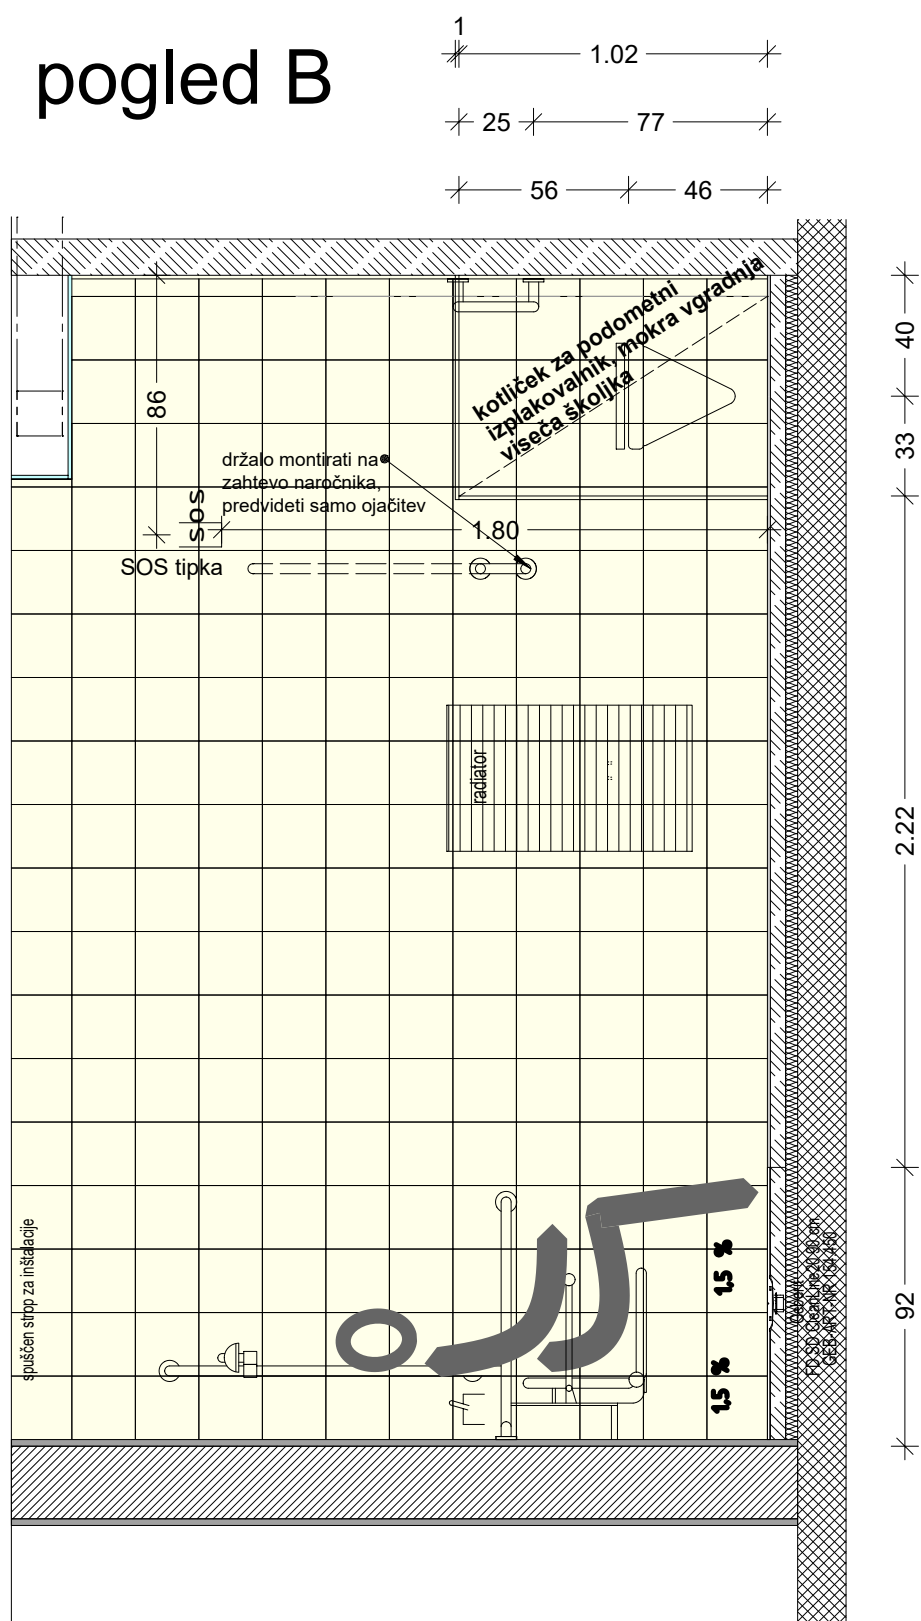 pogled B
1
1.02
25
77
56
46
40
33
2.22
92
86
kotliček za podometni
izplakovalnik, mokra vgradnja
viseča školjka
držalo montirati na
zahtevo naročnika,
predvideti samo ojačitev
sos
1.80
SOS tipka
radiator
spuščen strop za inštalacije
1.5 %
1.5 %
Geberit